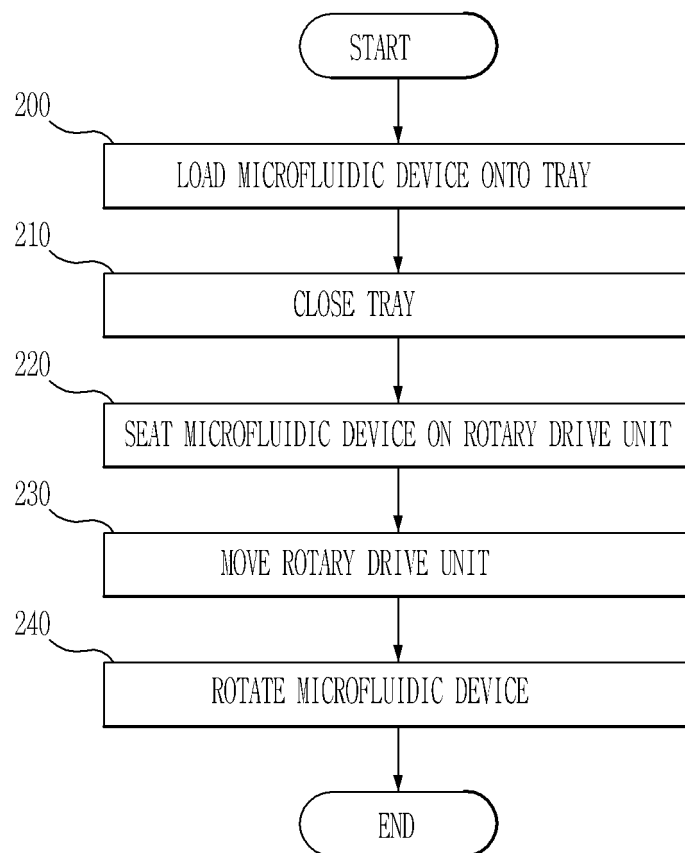 START
200
LOAD MICROFLUIDIC DEVICE ONTO TRAY
210
CLOSE TRAY
220
SEAT MICROFLUIDIC DEVICE ON ROTARY DRIVE UNIT
230
MOVE ROTARY DRIVE UNIT
240
ROTATE MICROFLUIDIC DEVICE
END